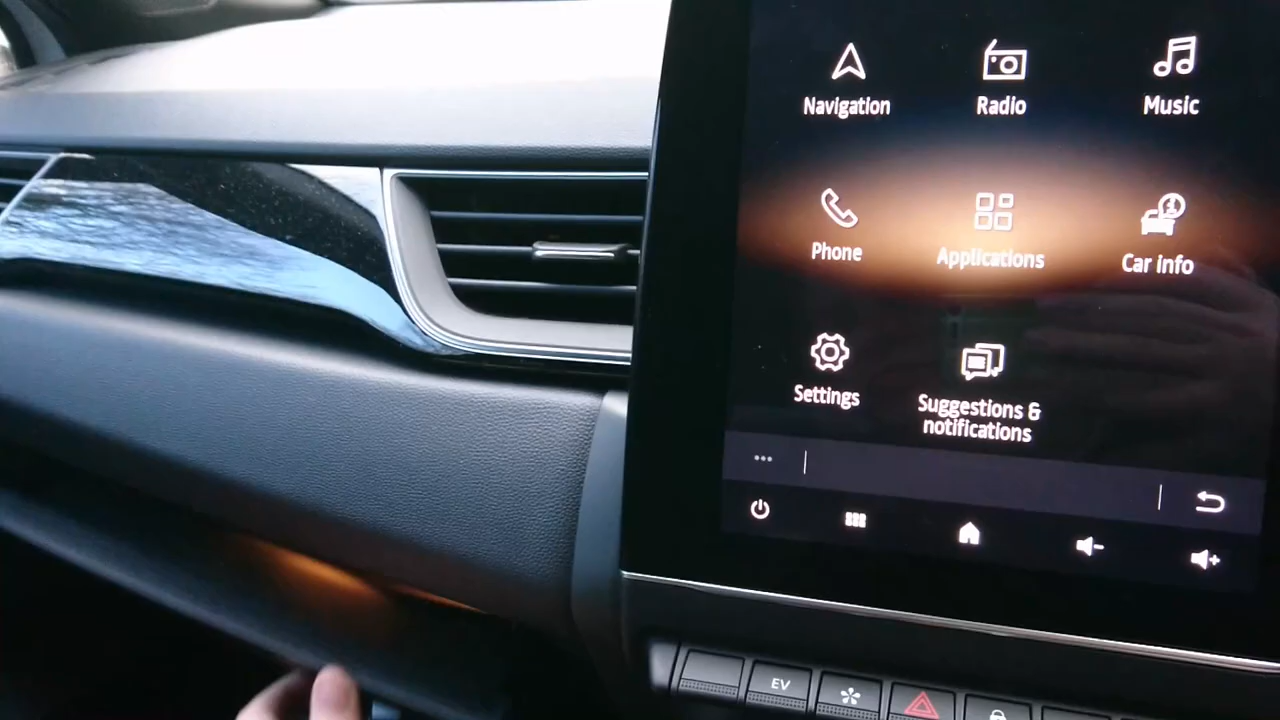 Navigation
Radio
Music
Phone
Applications
Car info
Settings
Suggestions &
notifications
EV